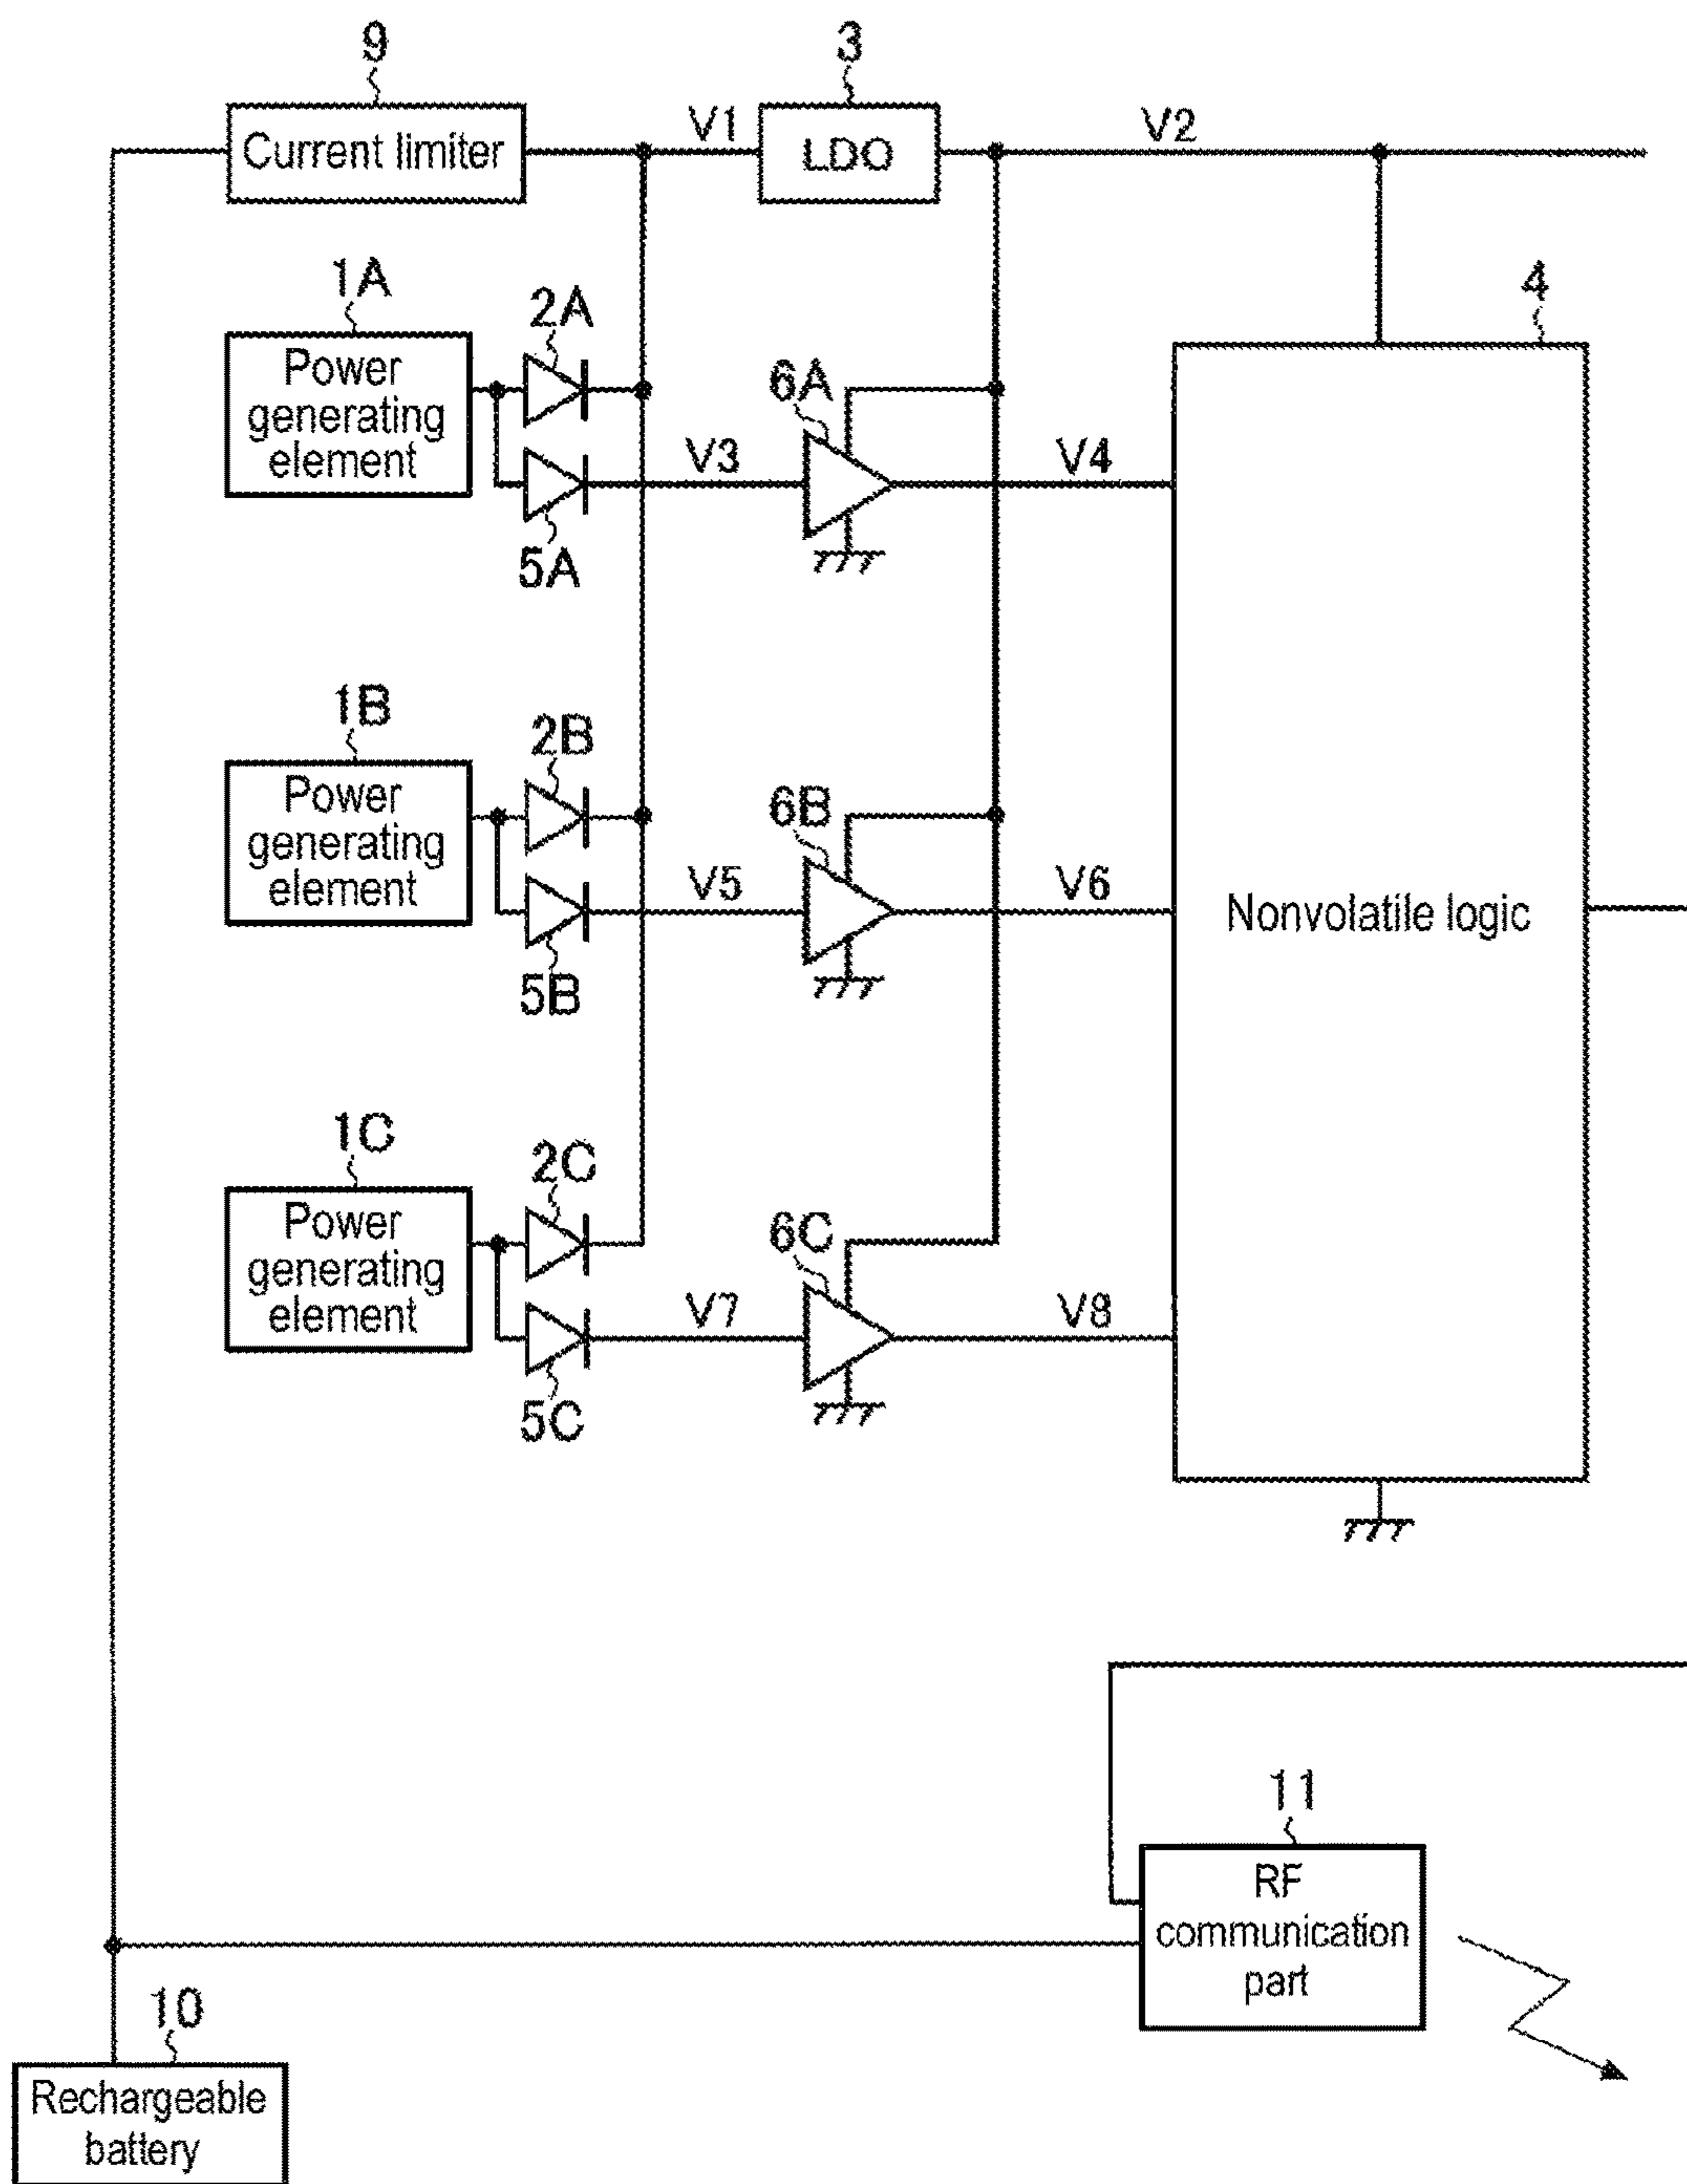 9
3
Current limiter
V1
LDO
V2
1A
2A
4
Power
generating
element
6A
V3
V4
5A
1B
2B
Power
generating
element
6B
V5
V6
Nonvolatile logic
5B
1C
2C
Power
generating
element
6C
V7
V8
5C
11
RF
communication
part
10
Rechargeable
battery